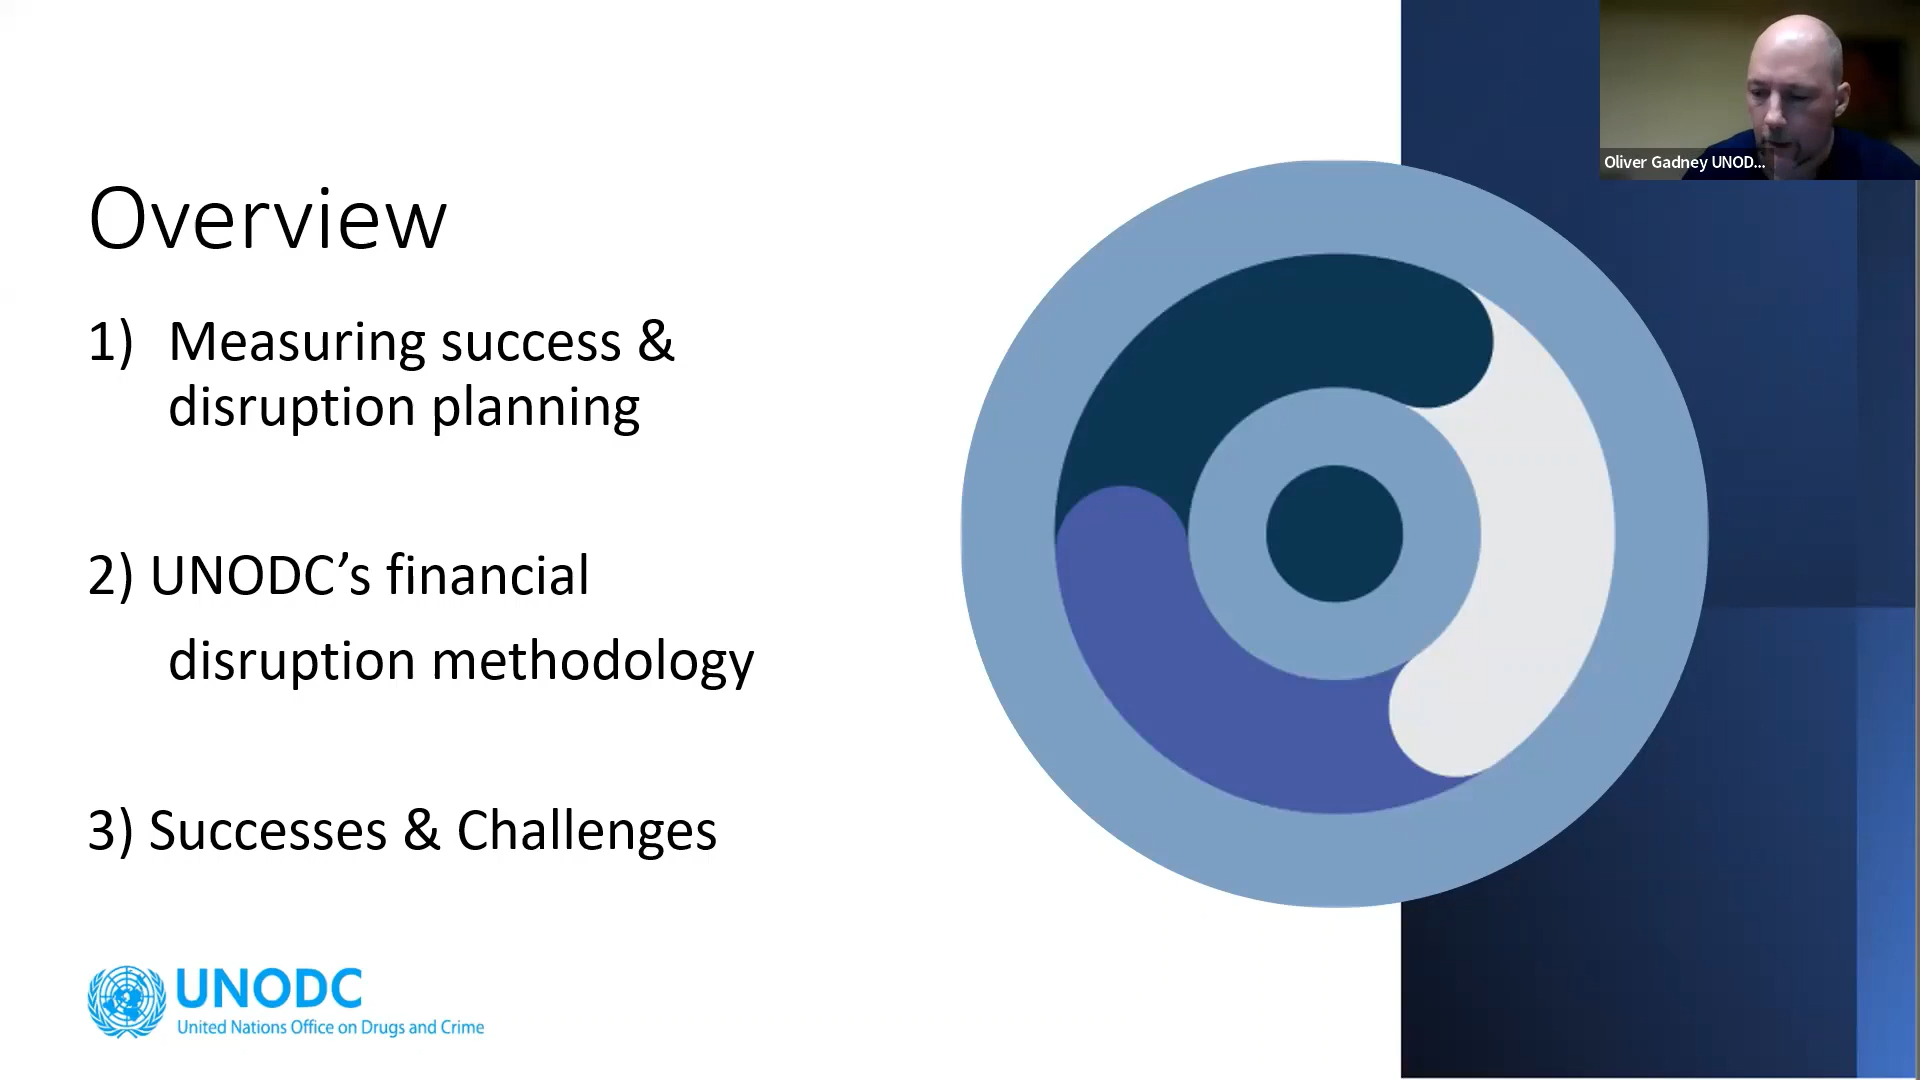 Oliver Gadney UNOD...
Overview
1) Measuring success &
disruption planning
2) UNODC’s financial
disruption methodology
3) Successes & Challenges
UNODC
United Nations Office on Drugs and Crime